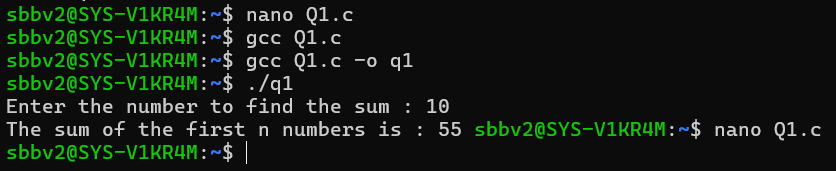 sbbv2@SYS-V1KR4M:~$ nano Q1.c
sbbv2@SYS-V1KR4M:~$ gcc Q1.c
sbbv2@SYS-V1KR4M:~$ gcc Q1.c -o q1
sbbv2@SYS-V1KR4M:~$ ./q1
Enter the number to find the sum : 10
The sum of the first n numbers is : 55 sbbv2@SYS-V1KR4M:~$ nano Q1.c
sbbv2@SYS-V1KR4M:~$